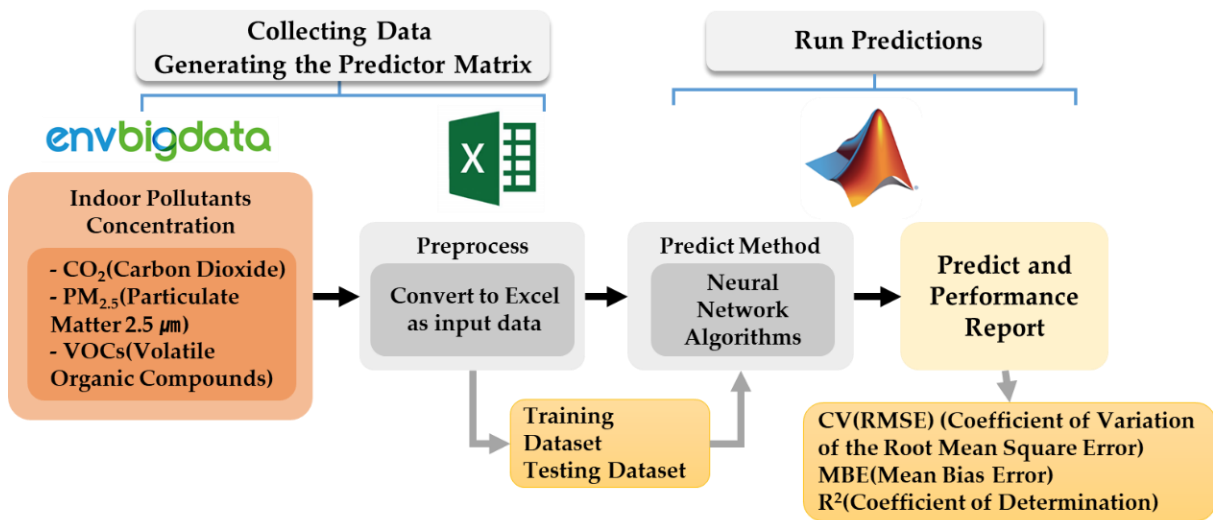 Collecting Data
Generating the Predictor Matrix
Run Predictions
envbigdata
X
Indoor Pollutants
Concentration
- CO₂(Carbon Dioxide)
- PM₂.₅(Particulate
Matter 2.5 ㎛)
- VOCs(Volatile
Organic Compounds)
Preprocess
Convert to Excel
as input data
Predict Method
Neural
Network
Algorithms
Predict and
Performance
Report
Training
Dataset
Testing Dataset
CV(RMSE) (Coefficient of Variation
of the Root Mean Square Error)
MBE(Mean Bias Error)
R²(Coefficient of Determination)